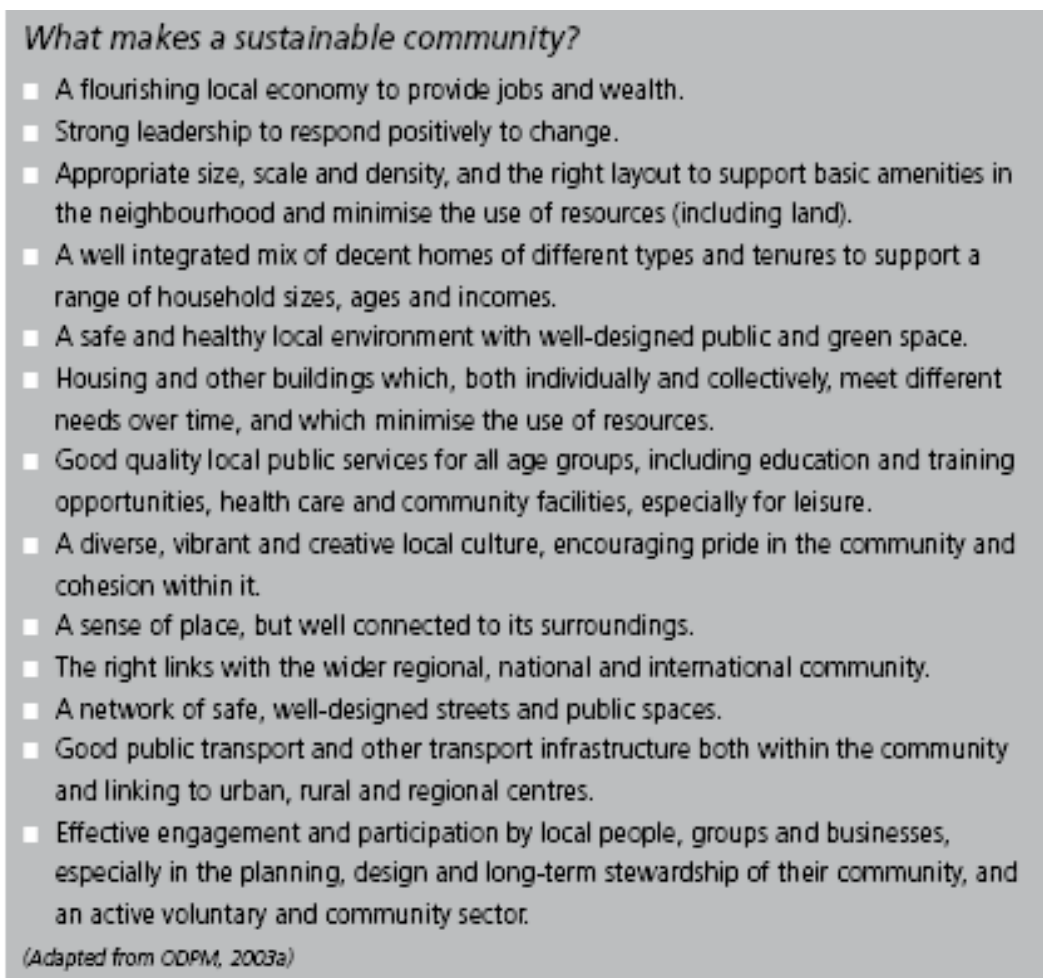 What makes a sustainable community?
A flourishing local economy to provide jobs and wealth.
Strong leadership to respond positively to change.
Appropriate size, scale and density, and the right layout to support basic amenities in
the neighbourhood and minimise the use of resources (including land).
A well integrated mix of decent homes of different types and tenures to support a
range of household sizes, ages and incomes.
A safe and healthy local environment with well-designed public and green space.
Housing and other buildings which, both individually and collectively, meet different
needs over time, and which minimise the use of resources.
Good quality local public services for all age groups, including education and training
opportunities, health care and community facilities, especially for leisure.
A diverse, vibrant and creative local culture, encouraging pride in the community and
cohesion within it.
A sense of place, but well connected to its surroundings.
The right links with the wider regional, national and international community.
A network of safe, well-designed streets and public spaces.
Good public transport and other transport infrastructure both within the community
and linking to urban, rural and regional centres.
Effective engagement and participation by local people, groups and businesses,
especially in the planning, design and long-term stewardship of their community, and
an active voluntary and community sector.
(Adapted from ODPM, 2003a)